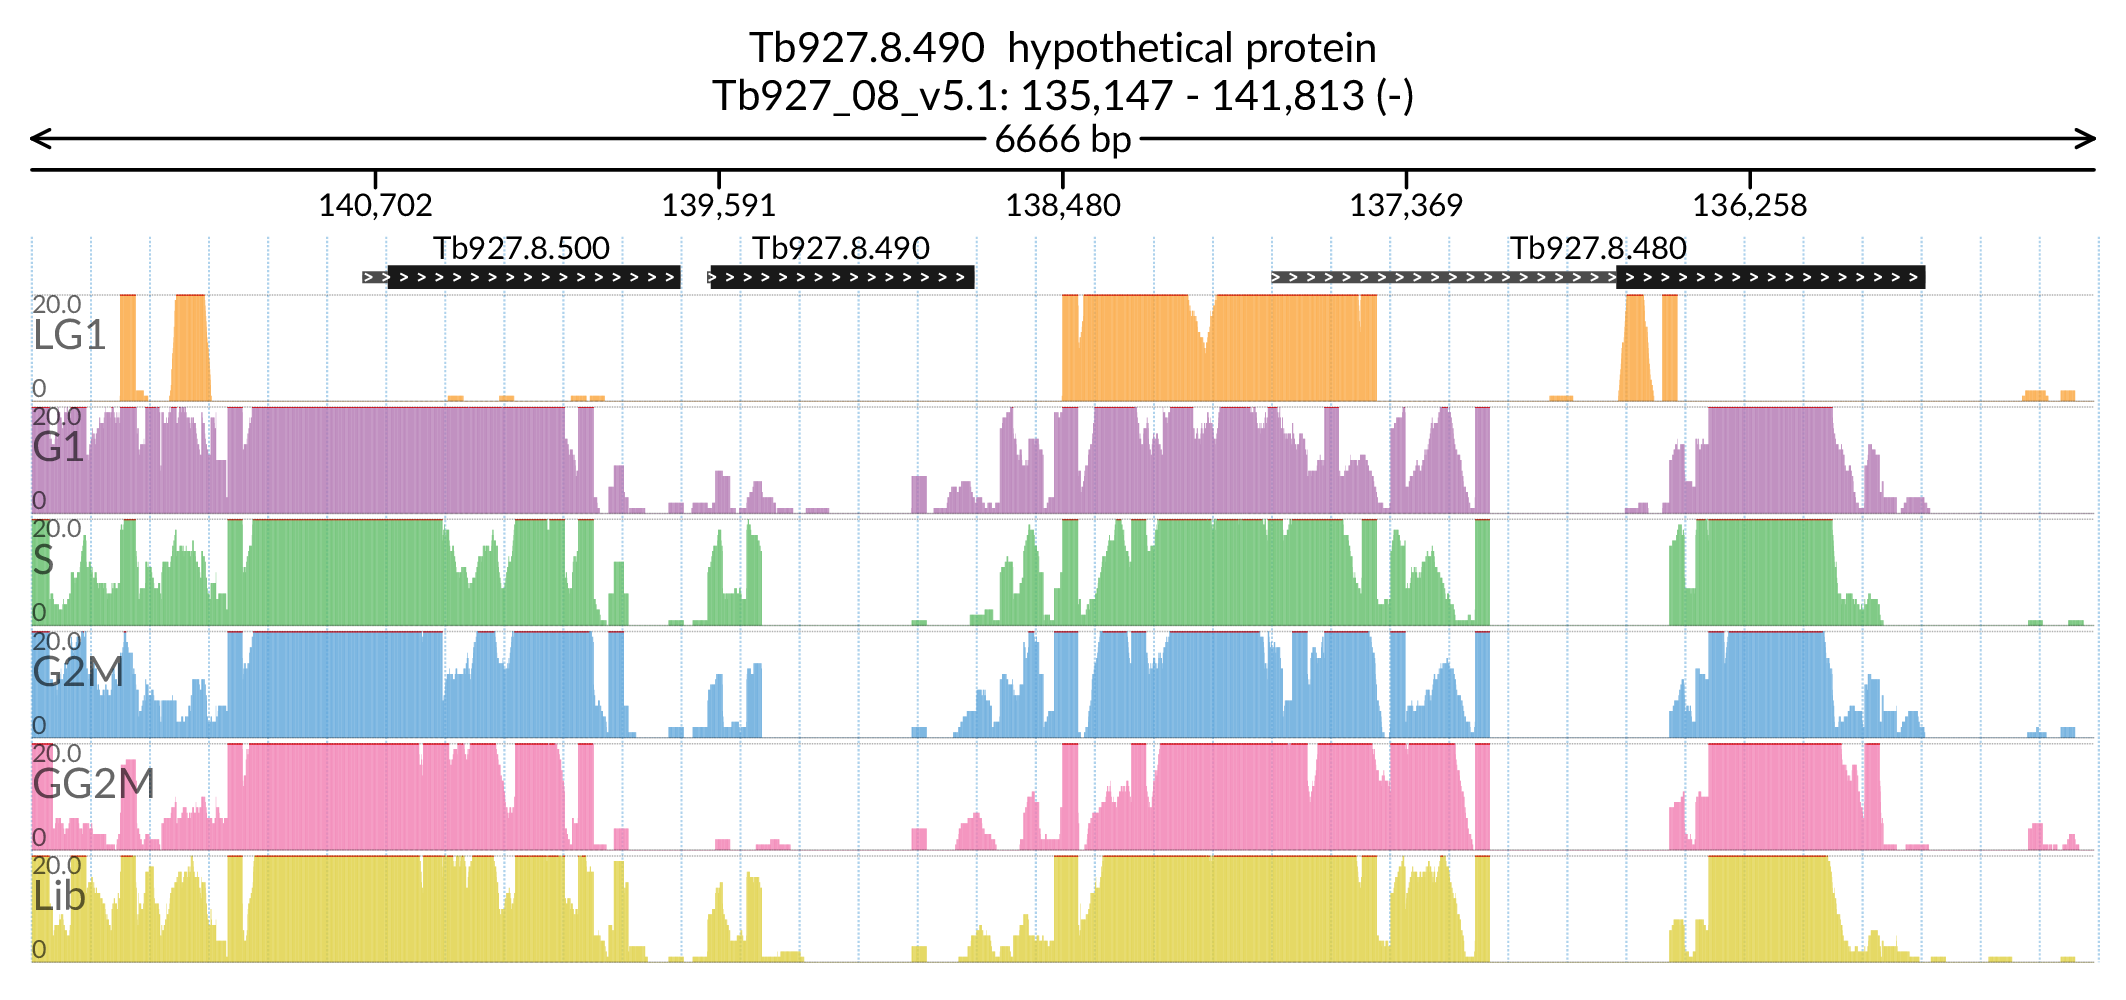 Tb927.8.490 hypothetical protein
Tb927_08_v5.1: 135,147 - 141,813 (-)
6666 bp
140,702 139,591 138,480 137,369 136,258
Tb927.8.500 Tb927.8.490 Tb927.8.480
20.0
LG1
0
20.0
G1
0
20.0
S
0
20.0
G2M
0
20.0
GG2M
0
20.0
Lib
0